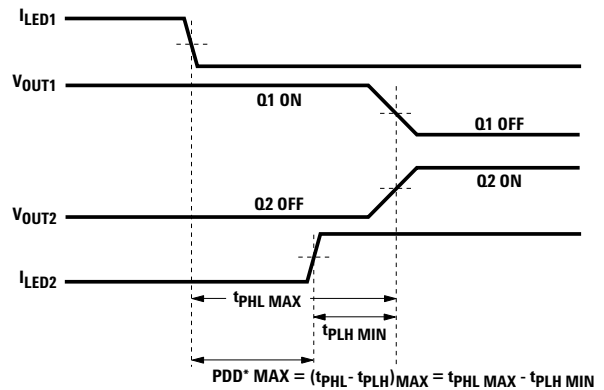 ILED1
VOUT1
Q1 ON
Q1 OFF
Q2 ON
Q2 OFF
VOUT2
ILED2
tPHL MAX
tPLH MIN
PDD* MAX = (tPHL- tPLH)MAX = tPHL MAX - tPLH MIN